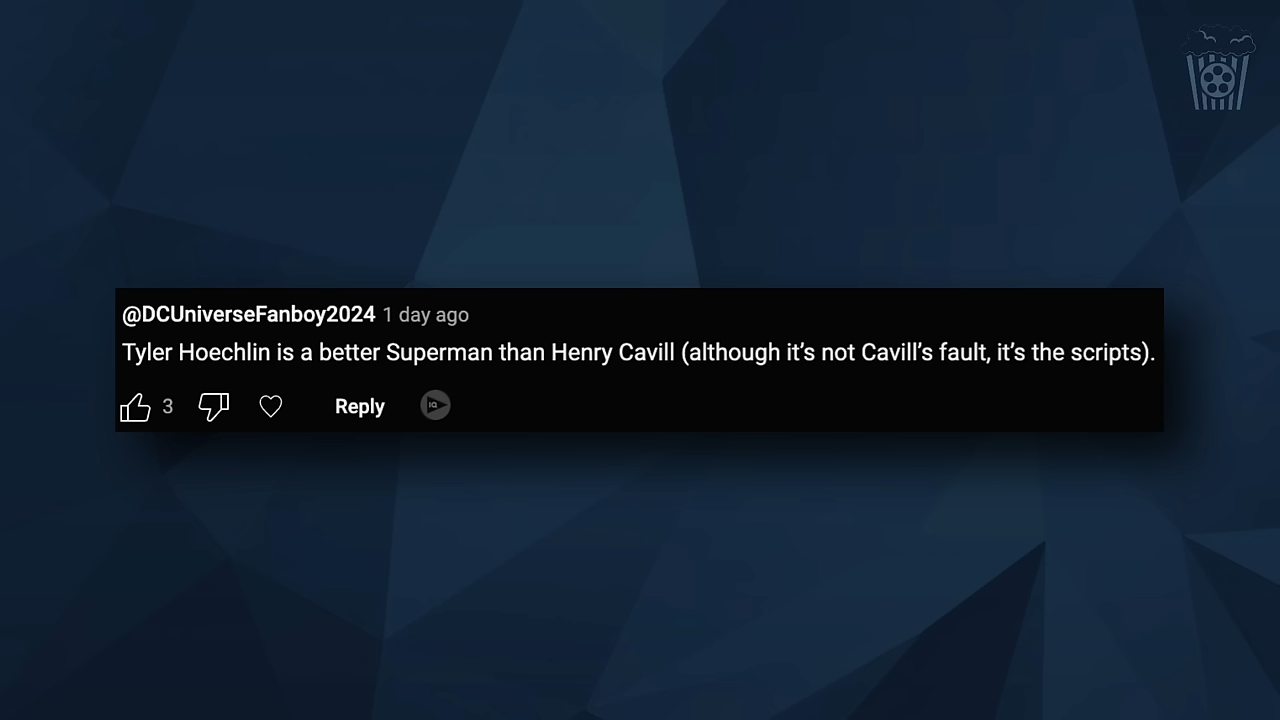 @DCUniverseFanboy2024 1 day ago
Tyler Hoechlin is a better Superman than Henry Cavill (although it’s not Cavill’s fault, it’s the scripts).
3 Reply IQ